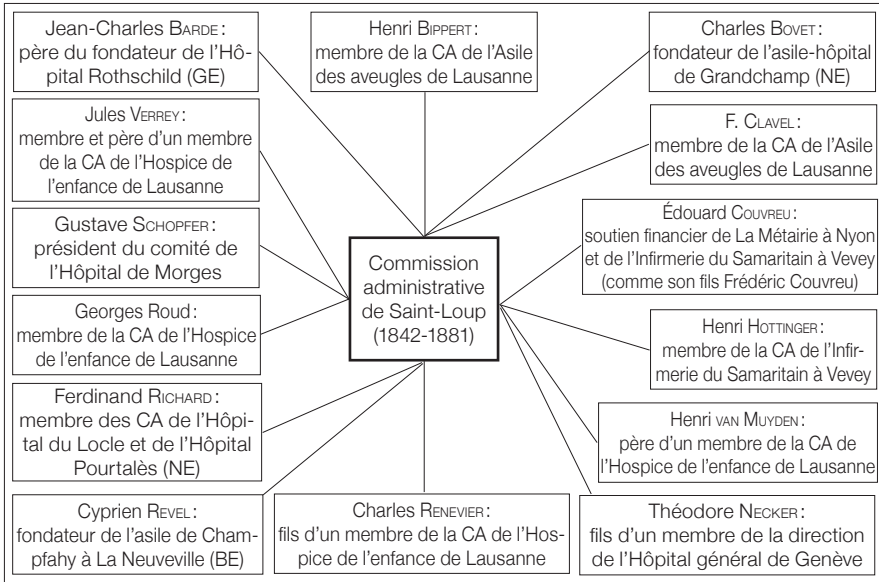 Jean-Charles BARDE :
père du fondateur de l'Hô-
pital Rothschild (GE)
Henri BIPPERT :
membre de la CA de l'Asile
des aveugles de Lausanne
Charles BOVET :
fondateur de l'asile-hôpital
de Grandchamp (NE)
Jules VERREY :
membre et père d'un membre
de la CA de l'Hospice de
l'enfance de Lausanne
F. CLAVEL :
membre de la CA de l'Asile
des aveugles de Lausanne
Gustave SCHOPFER :
président du comité de
l'Hôpital de Morges
Commission
administrative
de Saint-Loup
(1842-1881)
Édouard COUVREU :
soutien financier de La Métairie à Nyon
et de l'Infirmerie du Samaritain à Vevey
(comme son fils Frédéric Couvreu)
Georges Roud :
membre de la CA de l'Hospice
de l'enfance de Lausanne
Henri HOTTINGER :
membre de la CA de l'Infir-
merie du Samaritain à Vevey
Ferdinand RICHARD :
membre des CA de l'Hôpi-
tal du Locle et de l'Hôpital
Pourtalès (NE)
Henri VAN MUYDEN :
père d'un membre de la CA de
l'Hospice de l'enfance de Lausanne
Cyprien REVEL :
fondateur de l'asile de Cham-
pfahy à La Neuveville (BE)
Charles RENEVIER :
fils d'un membre de la CA de l'Hos-
pice de l'enfance de Lausanne
Théodore NECKER :
fils d'un membre de la direction
de l'Hôpital général de Genève